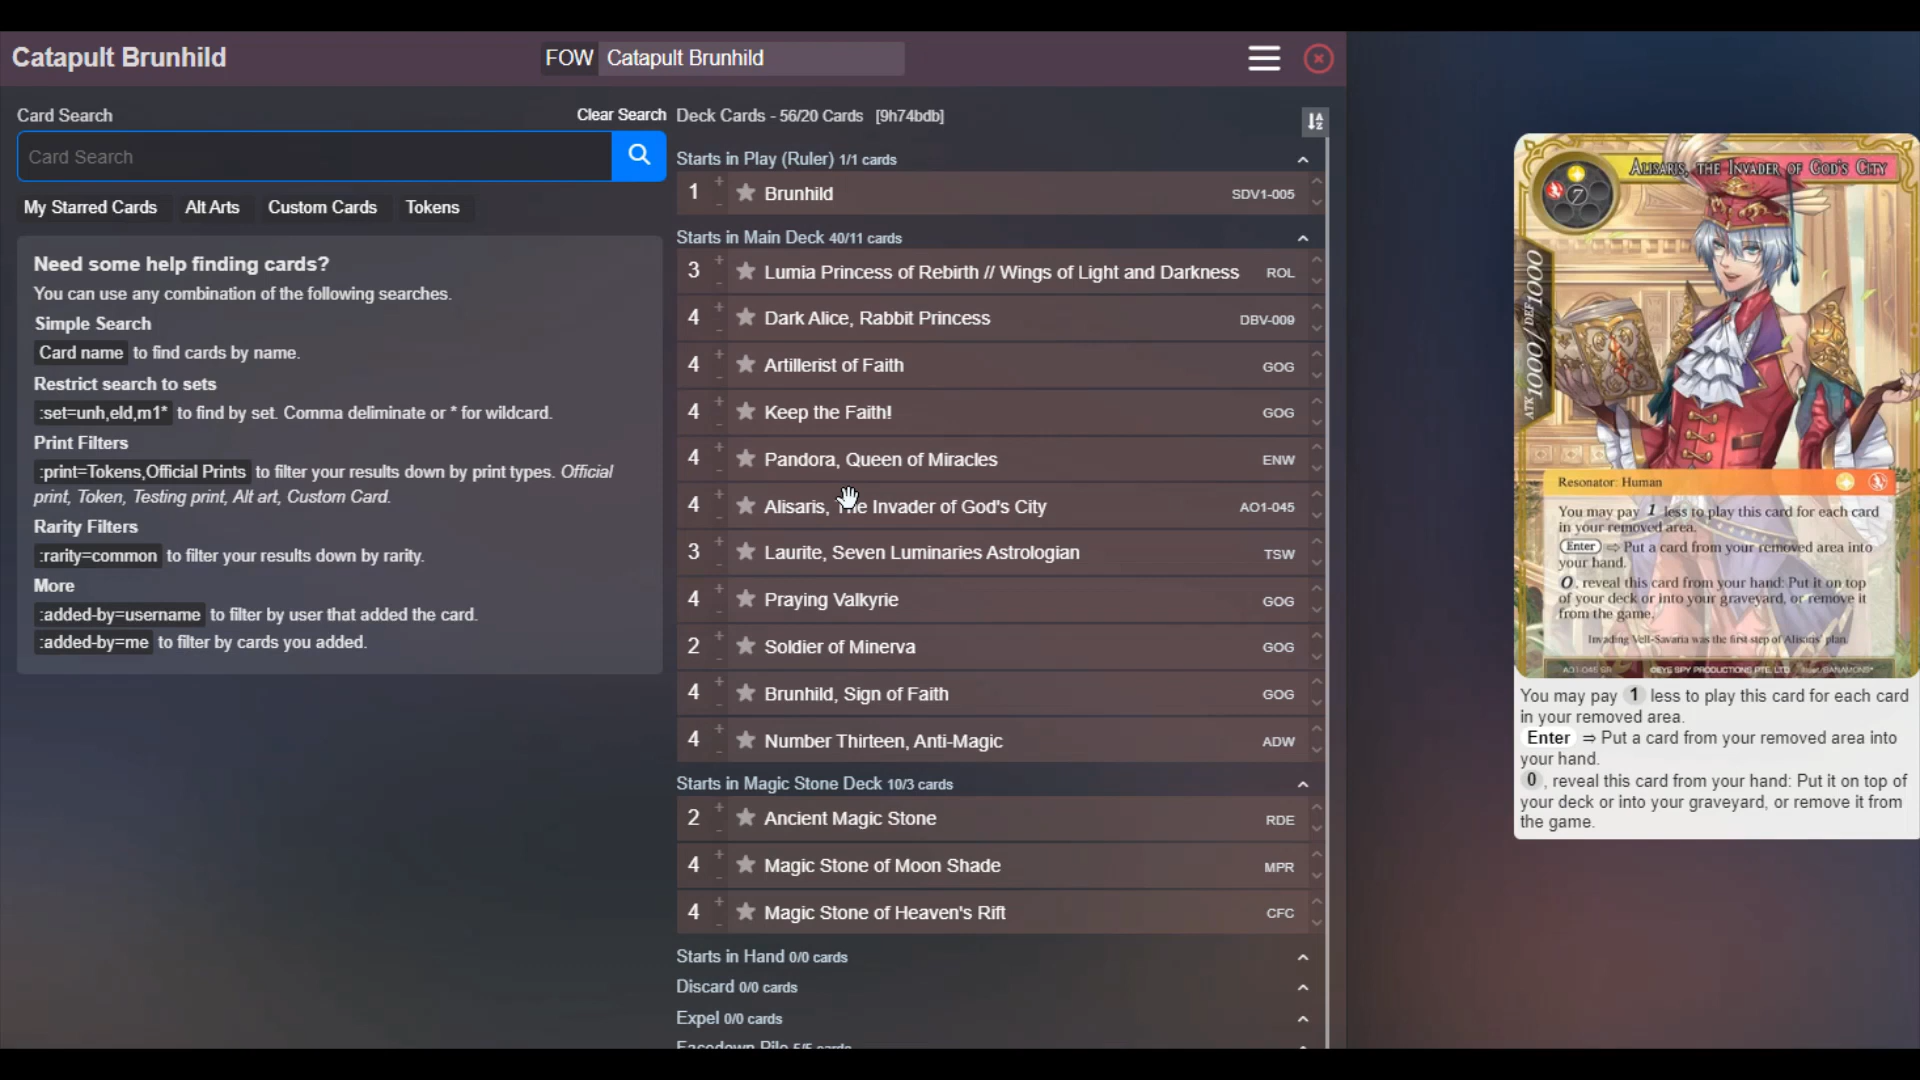 Catapult Brunhild
FOW Catapult Brunhild
Card Search
Clear Search
Card Search
My Starred Cards Alt Arts Custom Cards Tokens
Need some help finding cards?
You can use any combination of the following searches.
Simple Search
Card name to find cards by name.
Restrict search to sets
:set=unh,eld,m1* to find by set. Comma deliminate or * for wildcard.
Print Filters
:print=Tokens,Official Prints to filter your results down by print types. Official
print, Token, Testing print, Alt art, Custom Card.
Rarity Filters
:rarity=common to filter your results down by rarity.
More
:added-by=username to filter by user that added the card.
:added-by=me to filter by cards you added.
Deck Cards - 56/20 Cards [9h74bdb]
Starts in Play (Ruler) 1/1 cards
1 Brunhild SDV1-005
Starts in Main Deck 40/11 cards
3 Lumia Princess of Rebirth // Wings of Light and Darkness ROL
4 Dark Alice, Rabbit Princess DBV-009
4 Artillerist of Faith GOG
4 Keep the Faith! GOG
4 Pandora, Queen of Miracles ENW
4 Alisaris, The Invader of God's City AO1-045
3 Laurite, Seven Luminaries Astrologian TSW
4 Praying Valkyrie GOG
2 Soldier of Minerva GOG
4 Brunhild, Sign of Faith GOG
4 Number Thirteen, Anti-Magic ADW
Starts in Magic Stone Deck 10/3 cards
2 Ancient Magic Stone RDE
4 Magic Stone of Moon Shade MPR
4 Magic Stone of Heaven's Rift CFC
Starts in Hand 0/0 cards
Discard 0/0 cards
Expel 0/0 cards
Facedown Pile 5/5 cards
Alisaris, the Invader of God's City
7
ATK 1000 / DEF 1000
Resonator: Human
You may pay 1 less to play this card for each card
in your removed area.
Enter ⇒ Put a card from your removed area into
your hand.
0, reveal this card from your hand: Put it on top
of your deck or into your graveyard, or remove it
from the game.
Invading Vell-Savaria was the first step of Alisaris' plan.
©EYE SPY PRODUCTIONS PTE. LTD
You may pay 1 less to play this card for each card
in your removed area.
Enter ⇒ Put a card from your removed area into
your hand.
0 , reveal this card from your hand: Put it on top of
your deck or into your graveyard, or remove it from
the game.